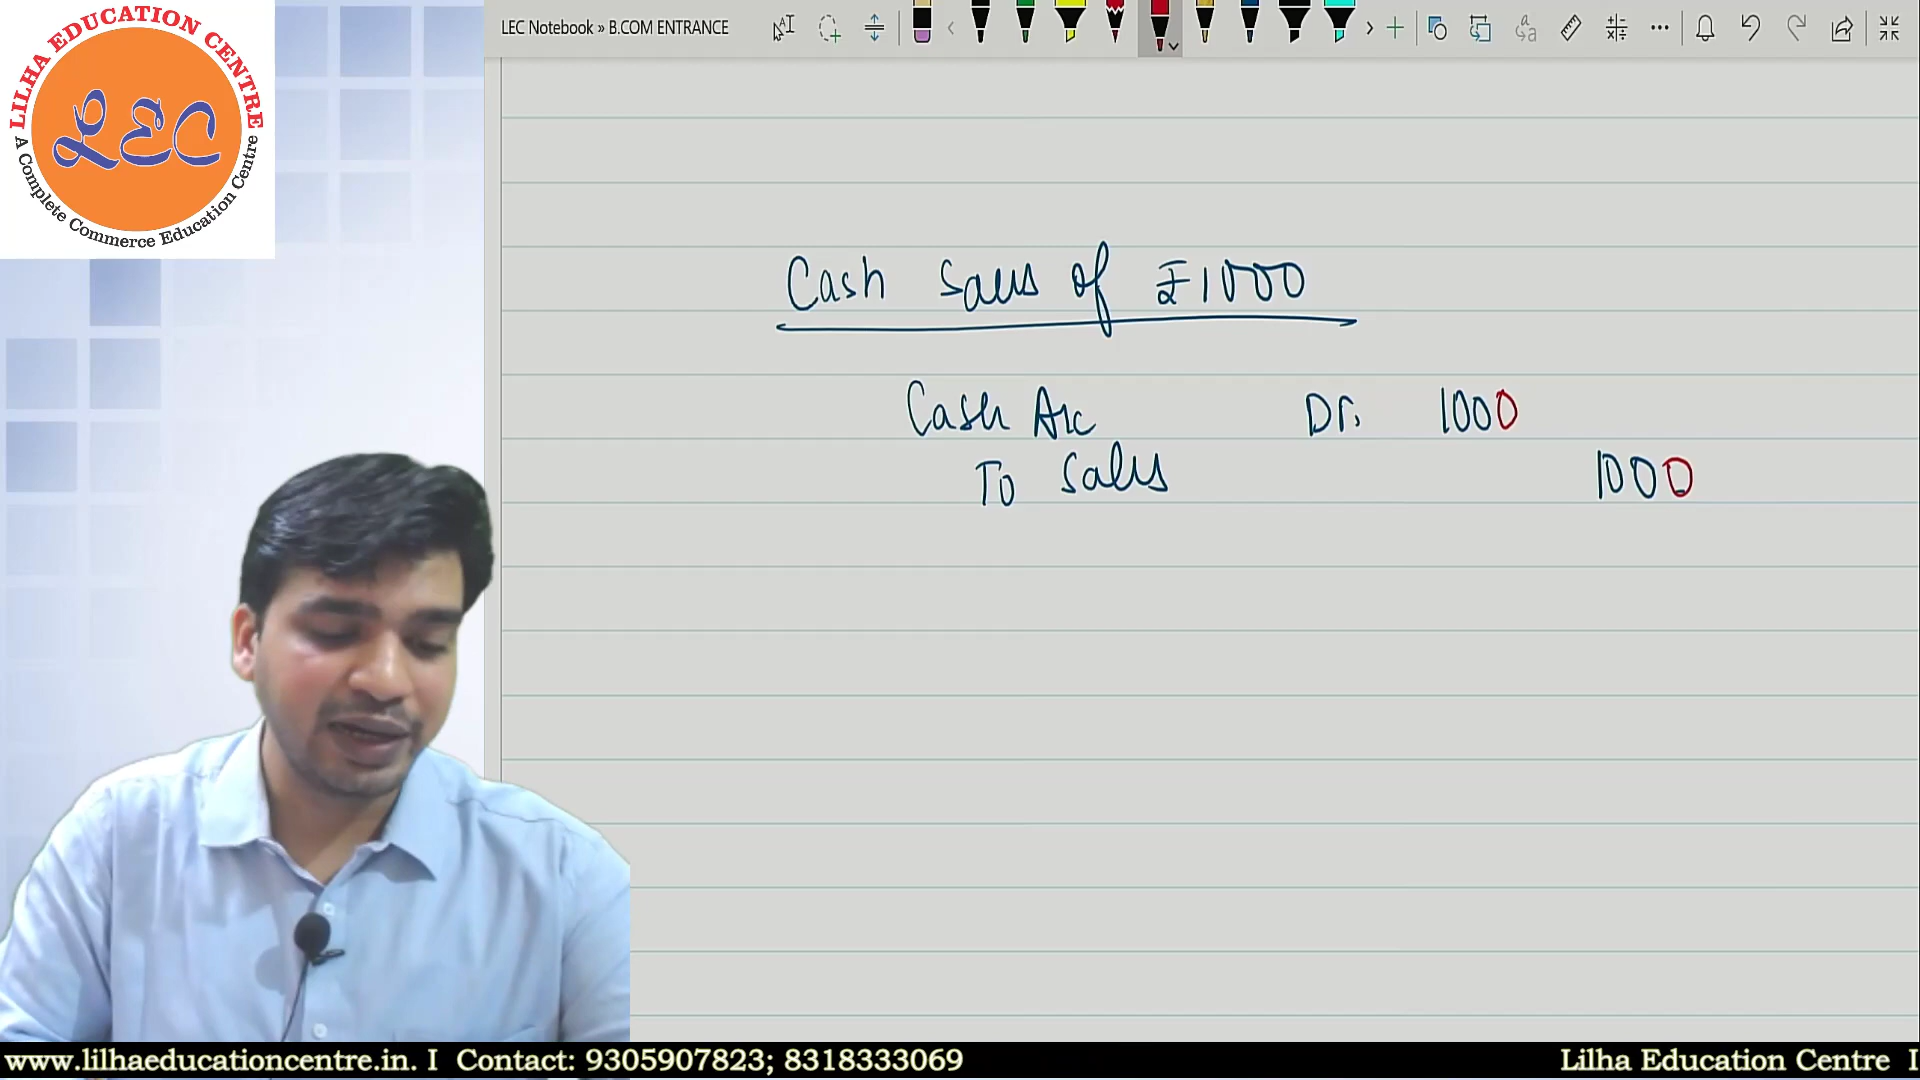 LILHA EDUCATION CENTRE
LEC
A Complete Commerce Education Centre
LEC Notebook » B.COM ENTRANCE
Cash Sales of ₹1000
Cash A/c Dr. 1000
To Sales 1000
www.lilhaeducationcentre.in. I Contact: 9305907823; 8318333069
Lilha Education Centre I